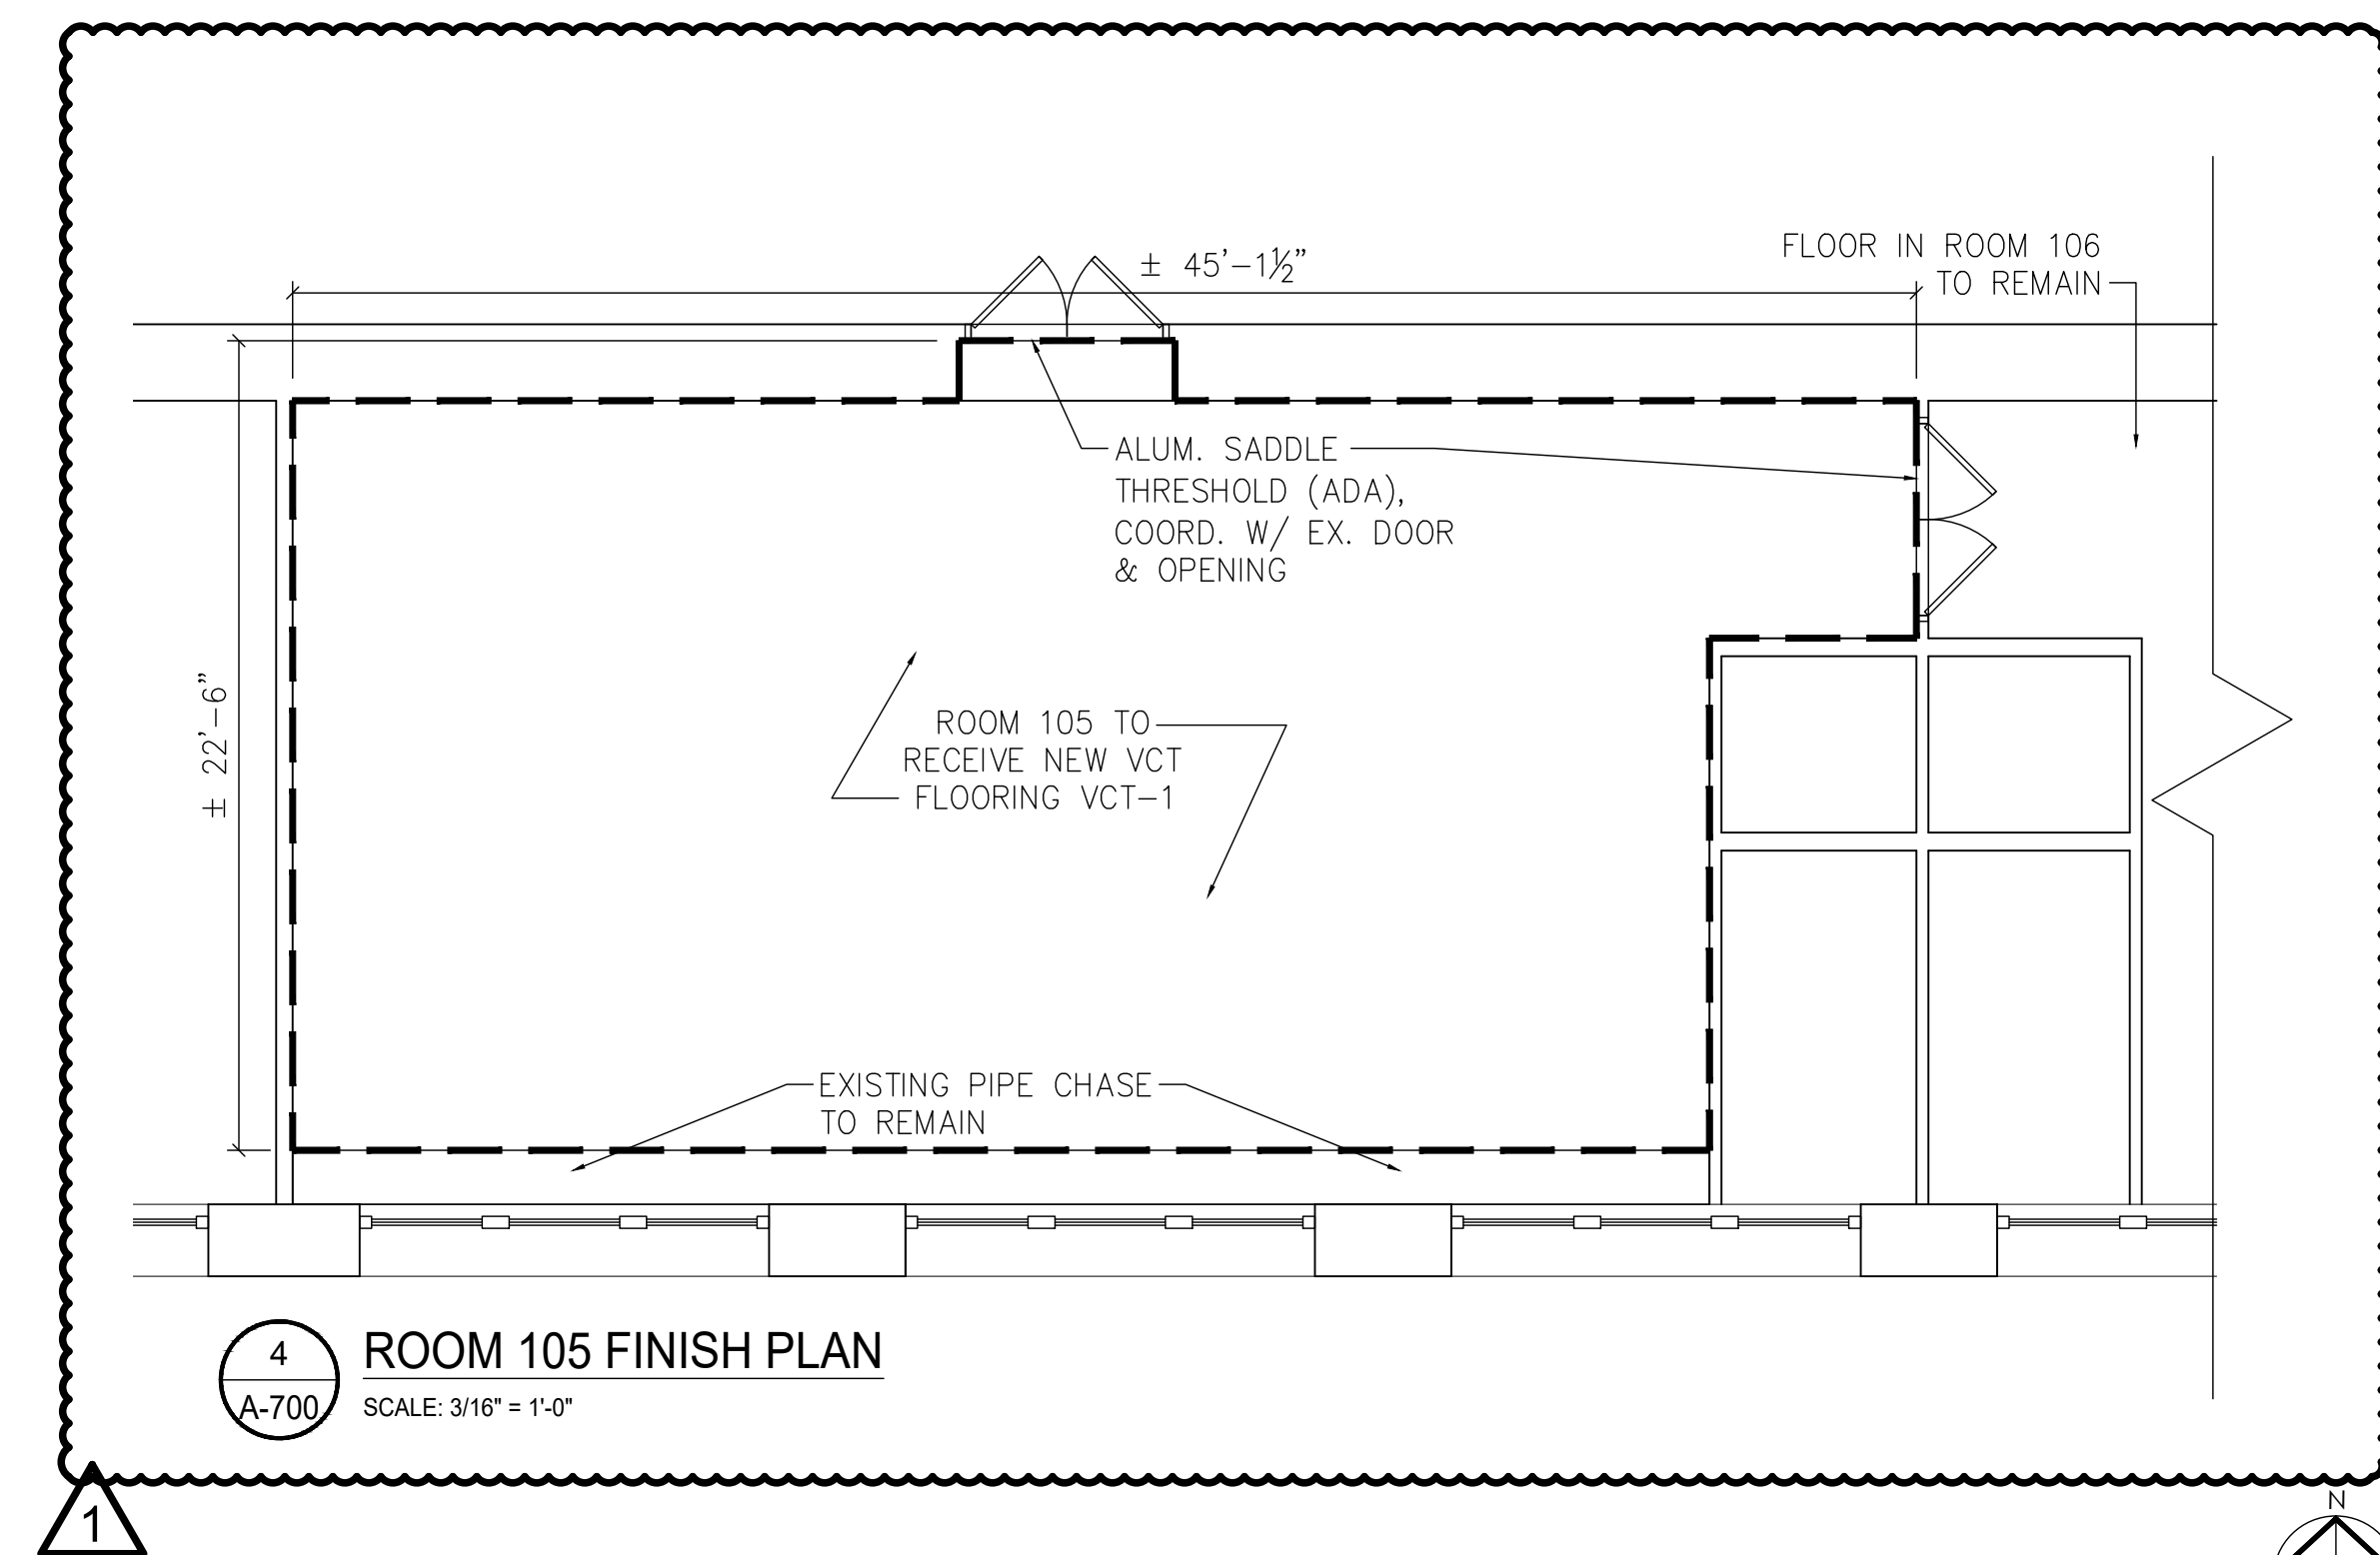 ± 45'-1½"
FLOOR IN ROOM 106
TO REMAIN
ALUM. SADDLE
THRESHOLD (ADA),
COORD. W/ EX. DOOR
& OPENING
± 22'-6"
ROOM 105 TO
RECEIVE NEW VCT
FLOORING VCT-1
EXISTING PIPE CHASE
TO REMAIN
4
A-700
ROOM 105 FINISH PLAN
SCALE: 3/16" = 1'-0"
1
N